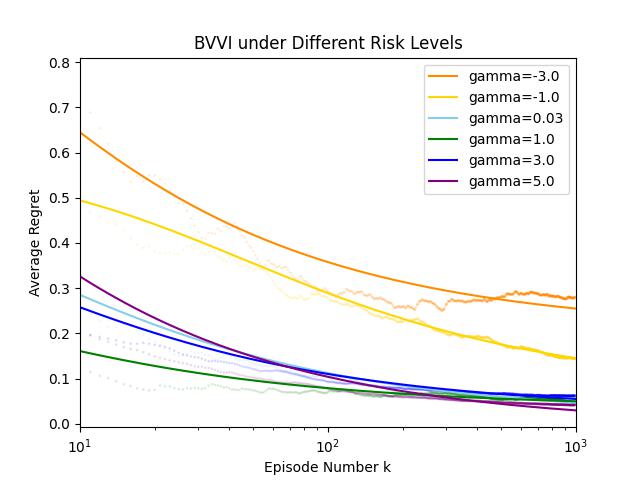 BVVI under Different Risk Levels
0.8
0.7
0.6
0.5
0.4
0.3
0.2
0.1
0.0
Average Regret
gamma=-3.0
gamma=-1.0
gamma=0.03
gamma=1.0
gamma=3.0
gamma=5.0
10¹ 10² 10³
Episode Number k